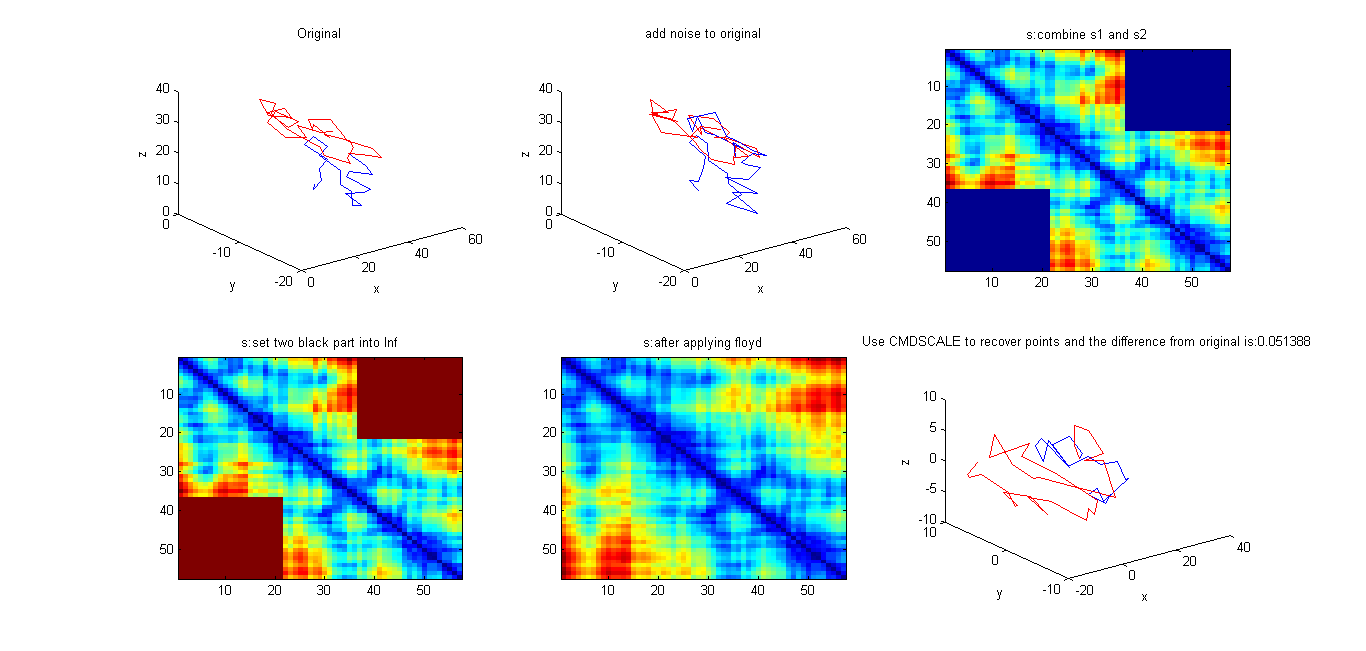 Original
40
30
20
10
0
z
0
-10
-20
y
0
20
40
60
x
add noise to original
40
30
20
10
0
z
0
-10
-20
y
0
20
40
60
x
s:combine s1 and s2
10
20
30
40
50
10 20 30 40 50
s:set two black part into Inf
10
20
30
40
50
10 20 30 40 50
s:after applying floyd
10
20
30
40
50
10 20 30 40 50
Use CMDSCALE to recover points and the difference from original is:0.051388
10
5
0
-5
-10
z
10
0
-10
y
-20
0
20
40
x